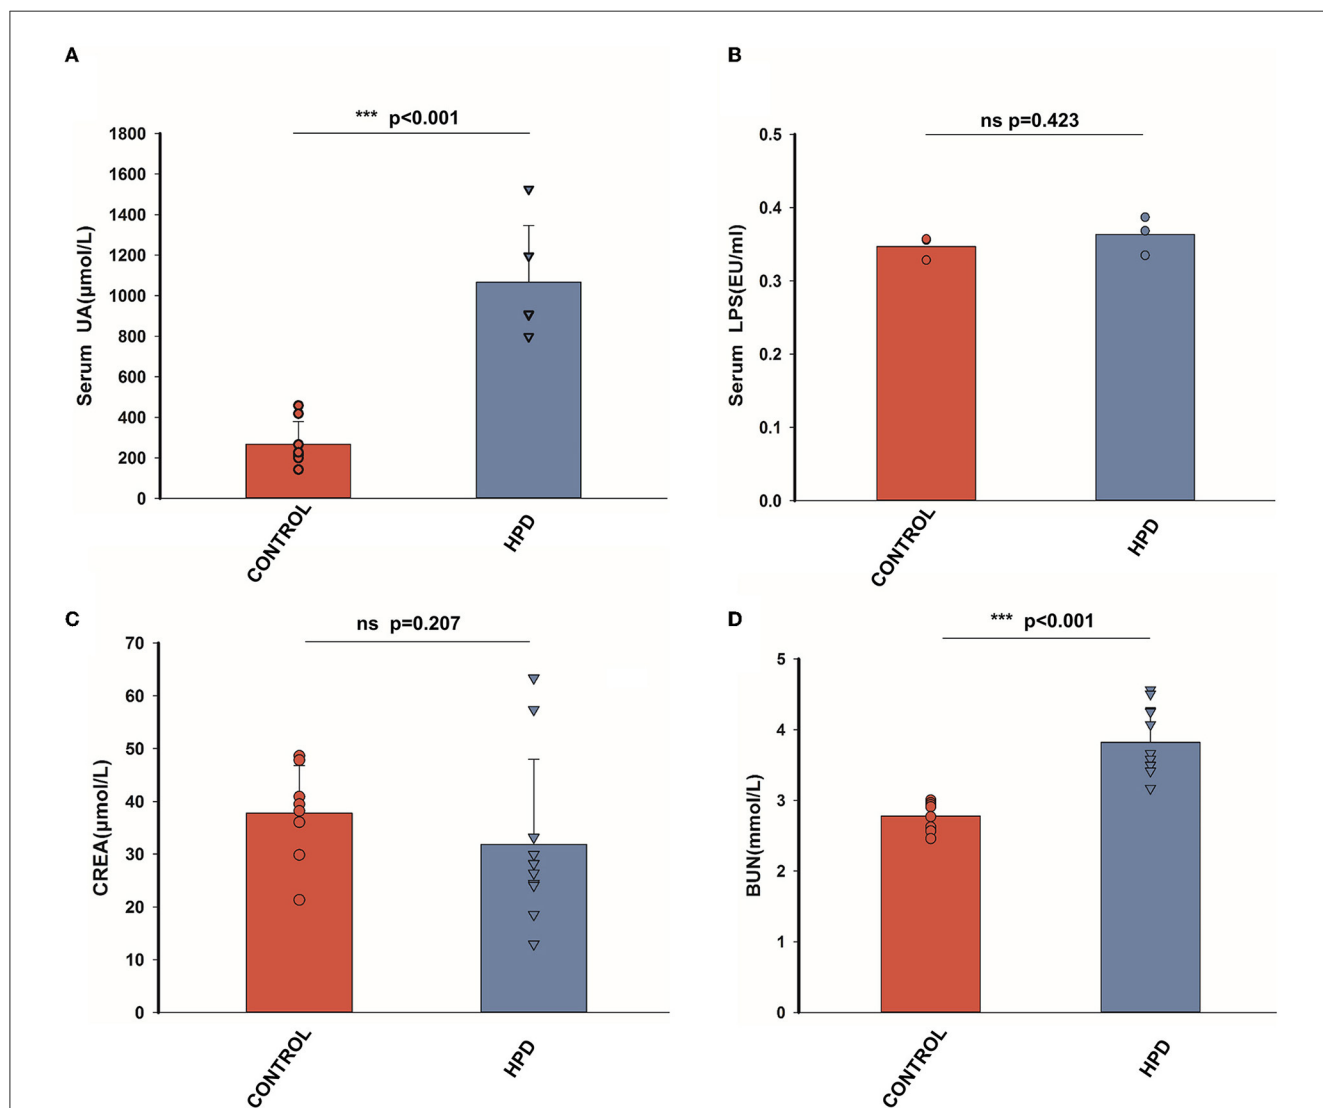 A
*** p<0.001
Serum UA(μmol/L)
1800
1600
1400
1200
1000
800
600
400
200
0
CONTROL
HPD
B
ns p=0.423
Serum LPS(EU/ml)
0.5
0.4
0.3
0.2
0.1
0.0
CONTROL
HPD
C
ns p=0.207
CREA(μmol/L)
70
60
50
40
30
20
10
0
CONTROL
HPD
D
*** p<0.001
BUN(mmol/L)
5
4
3
2
1
0
CONTROL
HPD